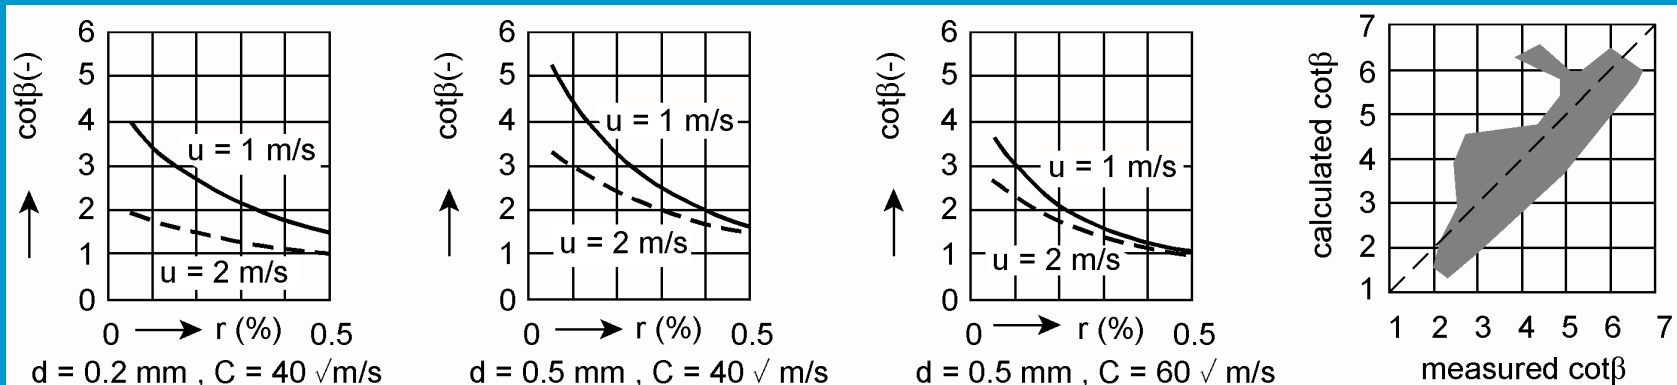 6
5
4
3
2
1
0
cotβ(-)
u = 1 m/s
u = 2 m/s
0 r (%) 0.5
d = 0.2 mm , C = 40 √m/s
6
5
4
3
2
1
0
cotβ(-)
u = 1 m/s
u = 2 m/s
0 r (%) 0.5
d = 0.5 mm , C = 40 √ m/s
6
5
4
3
2
1
0
cotβ(-)
u = 1 m/s
u = 2 m/s
0 r (%) 0.5
d = 0.5 mm , C = 60 √ m/s
7
6
5
4
3
2
1
calculated cotβ
1 2 3 4 5 6 7
measured cotβ